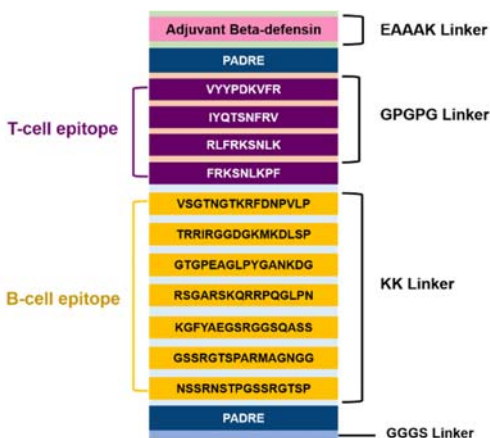 Adjuvant Beta-defensin
EAAAK Linker
PADRE
VYYPDKVFR
IYQTSNFRV
GPGPG Linker
T-cell epitope
RLFRKSNLK
FRKSNLKPF
VSGTNGTKRFDNPVLP
TRRIRGGDGKMKDLSP
GTGPEAGLPYGANKDG
KK Linker
B-cell epitope
RSGARSKQRRPQGLPN
KGFYAEGSRGGSQASS
GSSRGTSPARMAGNGG
NSSRNSTPGSSRGTSP
PADRE
GGGS Linker